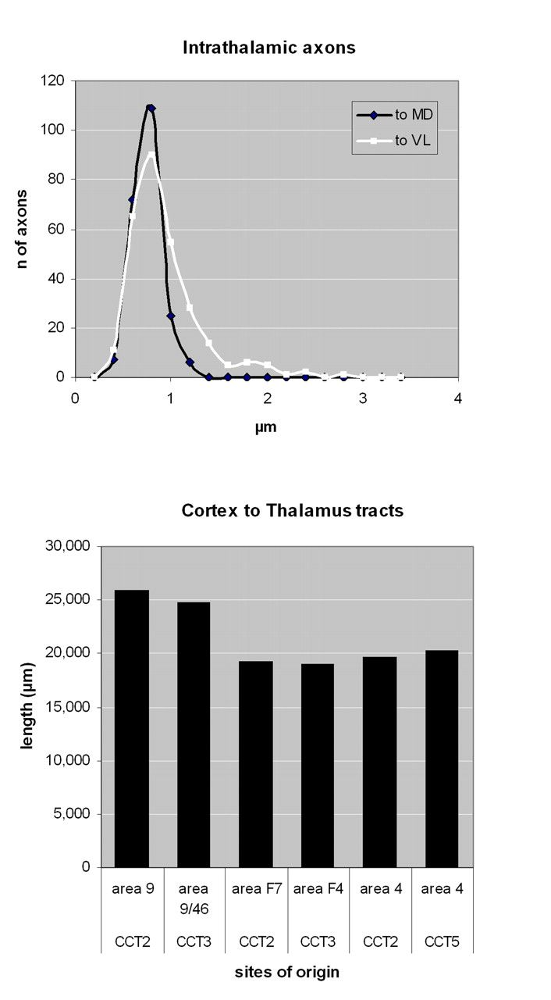 Intrathalamic axons
120
100
80
60
40
20
0
n of axons
to MD
to VL
0 1 2 3 4
µm
Cortex to Thalamus tracts
30,000
25,000
20,000
15,000
10,000
5,000
0
length (µm)
area 9 area area F7 area F4 area 4 area 4
9/46
CCT2 CCT3 CCT2 CCT3 CCT2 CCT5
sites of origin